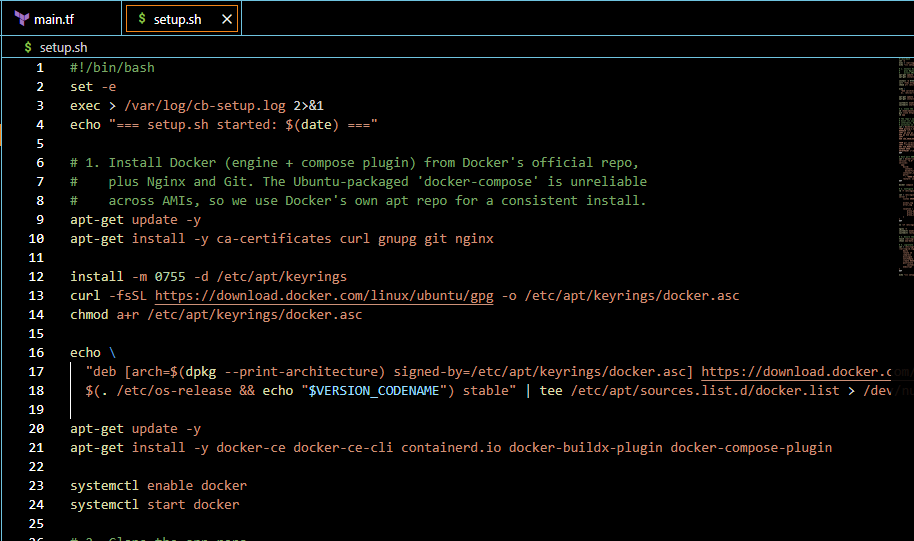 main.tf
$ setup.sh ×
$ setup.sh
1 #!/bin/bash
2 set -e
3 exec > /var/log/cb-setup.log 2>&1
4 echo "=== setup.sh started: $(date) ==="
5
6 # 1. Install Docker (engine + compose plugin) from Docker's official repo,
7 #    plus Nginx and Git. The Ubuntu-packaged 'docker-compose' is unreliable
8 #    across AMIs, so we use Docker's own apt repo for a consistent install.
9 apt-get update -y
10 apt-get install -y ca-certificates curl gnupg git nginx
11
12 install -m 0755 -d /etc/apt/keyrings
13 curl -fsSL https://download.docker.com/linux/ubuntu/gpg -o /etc/apt/keyrings/docker.asc
14 chmod a+r /etc/apt/keyrings/docker.asc
15
16 echo \
17   "deb [arch=$(dpkg --print-architecture) signed-by=/etc/apt/keyrings/docker.asc] https://download.docker.c
18   $(. /etc/os-release && echo "$VERSION_CODENAME") stable" | tee /etc/apt/sources.list.d/docker.list > /dev/
19
20 apt-get update -y
21 apt-get install -y docker-ce docker-ce-cli containerd.io docker-buildx-plugin docker-compose-plugin
22
23 systemctl enable docker
24 systemctl start docker
25
26 # 2. Clone the app repo